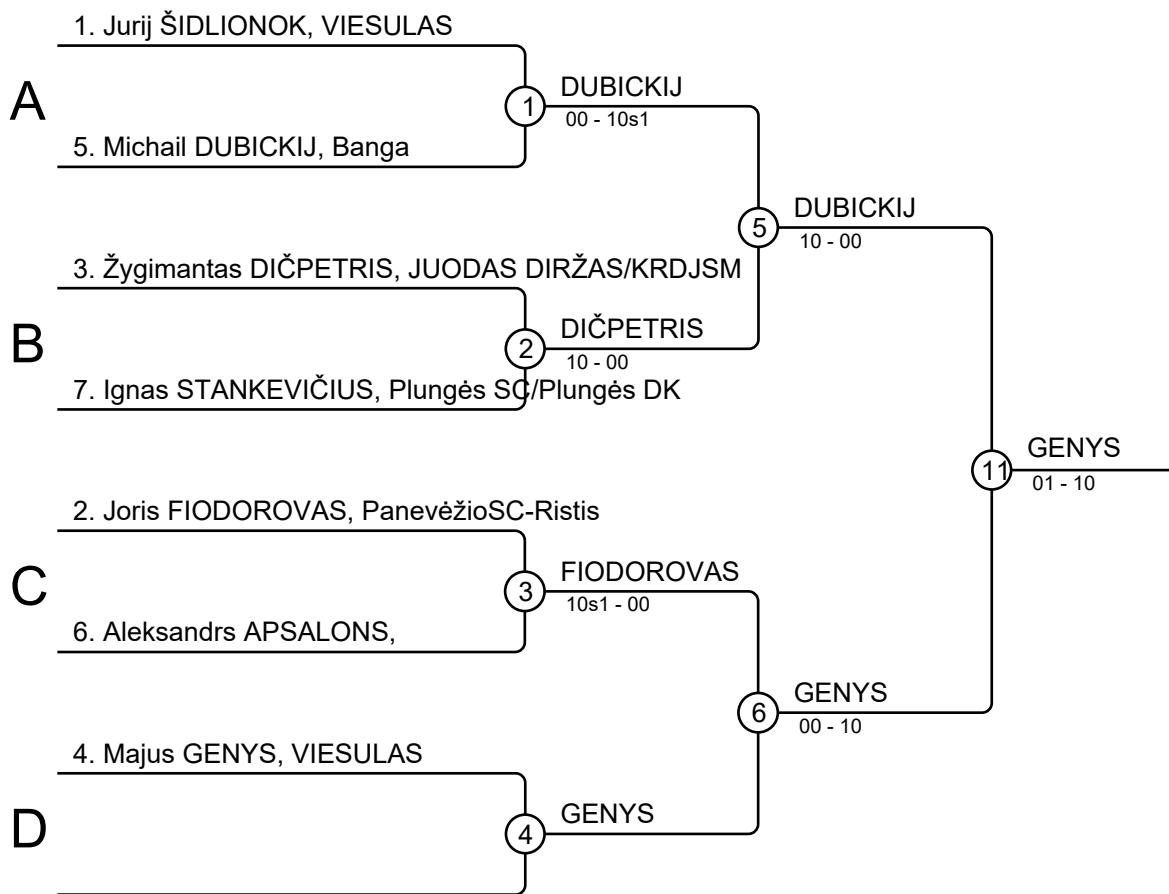 1. Jurij ŠIDLIONOK, VIESULAS
A
1
DUBICKIJ
00 - 10s1
5. Michail DUBICKIJ, Banga
5
DUBICKIJ
10 - 00
3. Žygimantas DIČPETRIS, JUODAS DIRŽAS/KRDJSM
B
2
DIČPETRIS
10 - 00
7. Ignas STANKEVIČIUS, Plungės SC/Plungės DK
11
GENYS
01 - 10
2. Joris FIODOROVAS, PanevėžioSC-Ristis
C
3
FIODOROVAS
10s1 - 00
6. Aleksandrs APSALONS,
6
GENYS
00 - 10
4. Majus GENYS, VIESULAS
D
4
GENYS